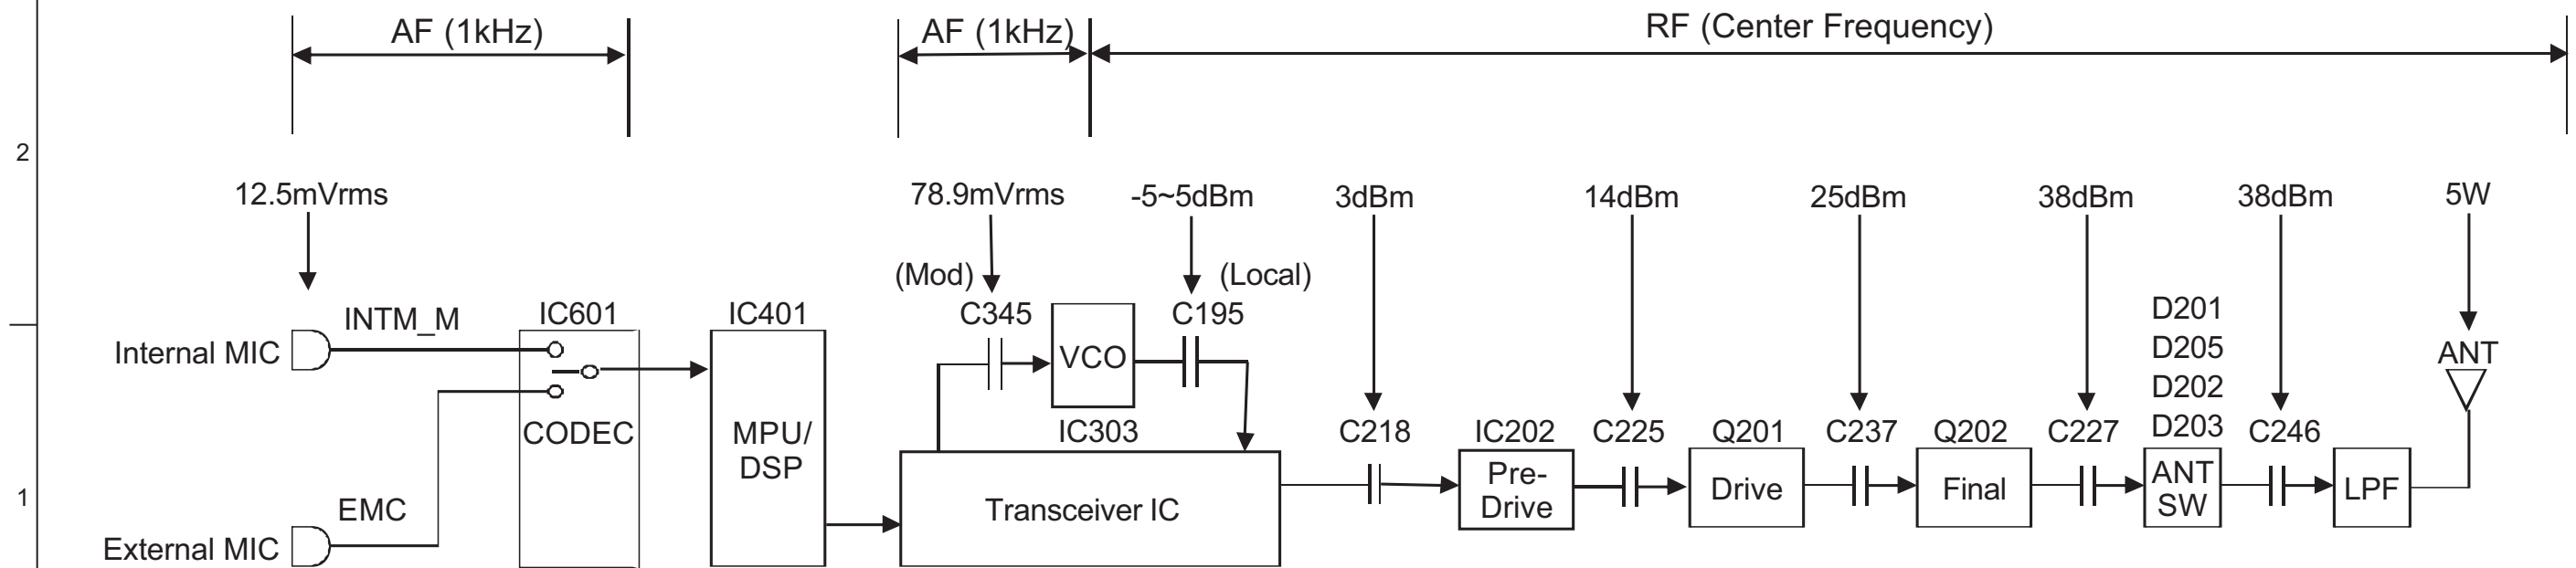 AF (1kHz)
AF (1kHz)
RF (Center Frequency)
2
12.5mVrms
78.9mVrms
-5~5dBm
3dBm
14dBm
25dBm
38dBm
38dBm
5W
(Mod)
(Local)
INTM_M
IC601
IC401
C345
C195
D201
D205
D202
D203
Internal MIC
VCO
ANT
CODEC
MPU/
DSP
IC303
C218
IC202
C225
Q201
C237
Q202
C227
C246
1
EMC
Transceiver IC
Pre-
Drive
Drive
Final
ANT
SW
LPF
External MIC